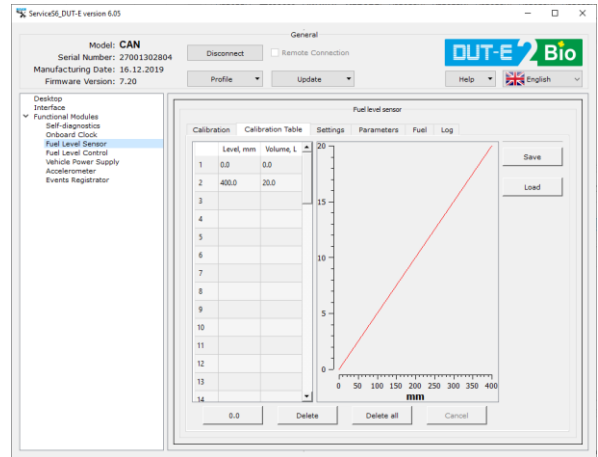 ServiceS6_DUT-E version 6.05
General
Model: CAN
Serial Number: 27001302804
Manufacturing Date: 16.12.2019
Firmware Version: 7.20
Disconnect
Remote Connection
Profile
Update
DUT-E 2 Bio
Help
English
Desktop
Interface
Functional Modules
Self-diagnostics
Onboard Clock
Fuel Level Sensor
Fuel Level Control
Vehicle Power Supply
Accelerometer
Events Registrator
Fuel level sensor
Calibration Calibration Table Settings Parameters Fuel Log
Level, mm Volume, L
1 0.0 0.0
2 400.0 20.0
3
4
5
6
7
8
9
10
11
12
13
14
20
15
10
5
0
0 50 100 150 200 250 300 350 400
mm
Save
Load
0.0 Delete Delete all Cancel